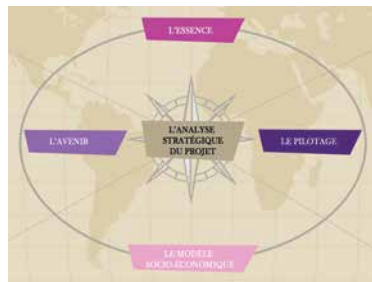 L'ESSENCE
L'AVENIR
L'ANALYSE
STRATÉGIQUE
DU PROJET
LE PILOTAGE
LE MODÈLE
SOCIO-ÉCONOMIQUE